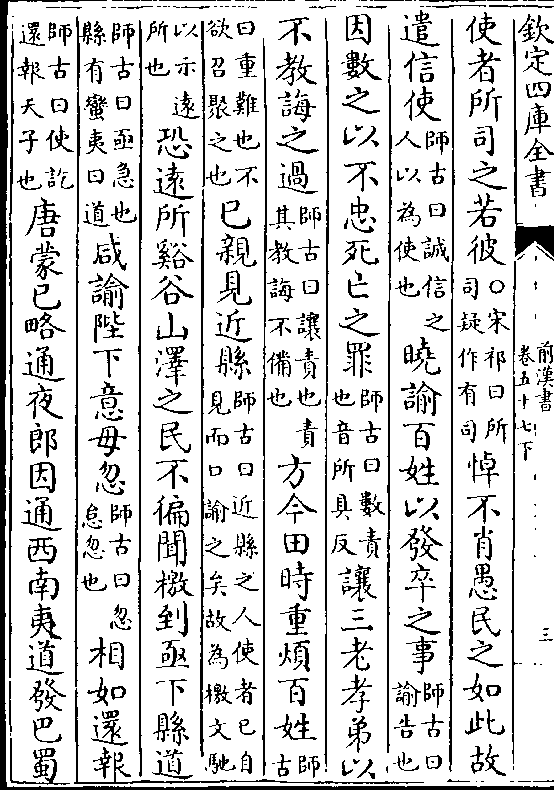 欽定四庫全書
前漢書
卷五十七下
三
使者所司之若彼○宋祁曰所司疑作有司悼不肖愚民之如此故
遣信使師古曰誠信之人以為使也曉諭百姓以發卒之事師古曰諭告也
因數之以不忠死亡之罪師古曰數責也音所具反讓三老孝弟以
不教誨之過師古曰讓責也責其教誨不備也方今田時重煩百姓師古
曰重難也不欲召聚之也已親見近縣師古曰近縣之人使者已自見而口諭之矣故為檄文馳
以示遠所也恐遠所谿谷山澤之民不徧聞檄到亟下縣道
師古曰亟急也縣有蠻夷曰道咸諭陛下意毋忽師古曰忽怠忽也相如還報
師古曰使訖還報天子也唐蒙已略通夜郎因通西南夷道發巴蜀